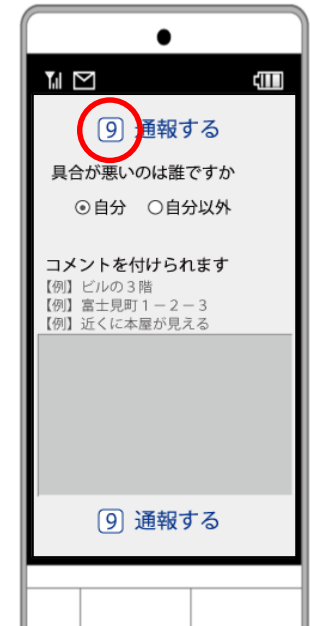 9 通報する
具合が悪いのは誰ですか
自分 自分以外
コメントを付けられます
【例】ビルの３階
【例】富士見町１－２－３
【例】近くに本屋が見える
9 通報する